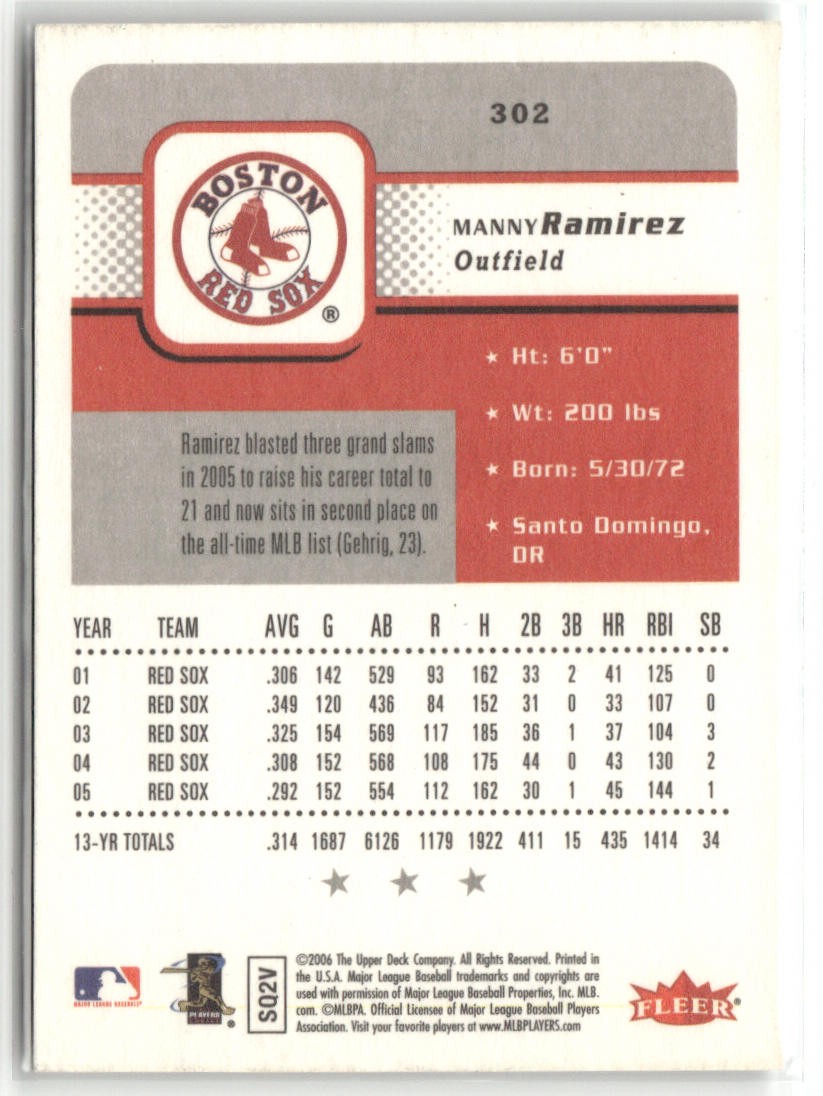 302
BOSTON
RED SOX
®
MANNY Ramirez
Outfield
★ Ht: 6'0"
★ Wt: 200 lbs
★ Born: 5/30/72
★ Santo Domingo,
DR
Ramirez blasted three grand slams
in 2005 to raise his career total to
21 and now sits in second place on
the all-time MLB list (Gehrig, 23).
YEAR TEAM AVG G AB R H 2B 3B HR RBI SB
01 RED SOX .306 142 529 93 162 33 2 41 125 0
02 RED SOX .349 120 436 84 152 31 0 33 107 0
03 RED SOX .325 154 569 117 185 36 1 37 104 3
04 RED SOX .308 152 568 108 175 44 0 43 130 2
05 RED SOX .292 152 554 112 162 30 1 45 144 1
13-YR TOTALS .314 1687 6126 1179 1922 411 15 435 1414 34
MAJOR LEAGUE BASEBALL
PLAYERS
®
SQ2V
©2006 The Upper Deck Company. All Rights Reserved. Printed in
the U.S.A. Major League Baseball trademarks and copyrights are
used with permission of Major League Baseball Properties, Inc. MLB.
com. ©MLBPA. Official Licensee of Major League Baseball Players
Association. Visit your favorite players at www.MLBPLAYERS.com
FLEER®